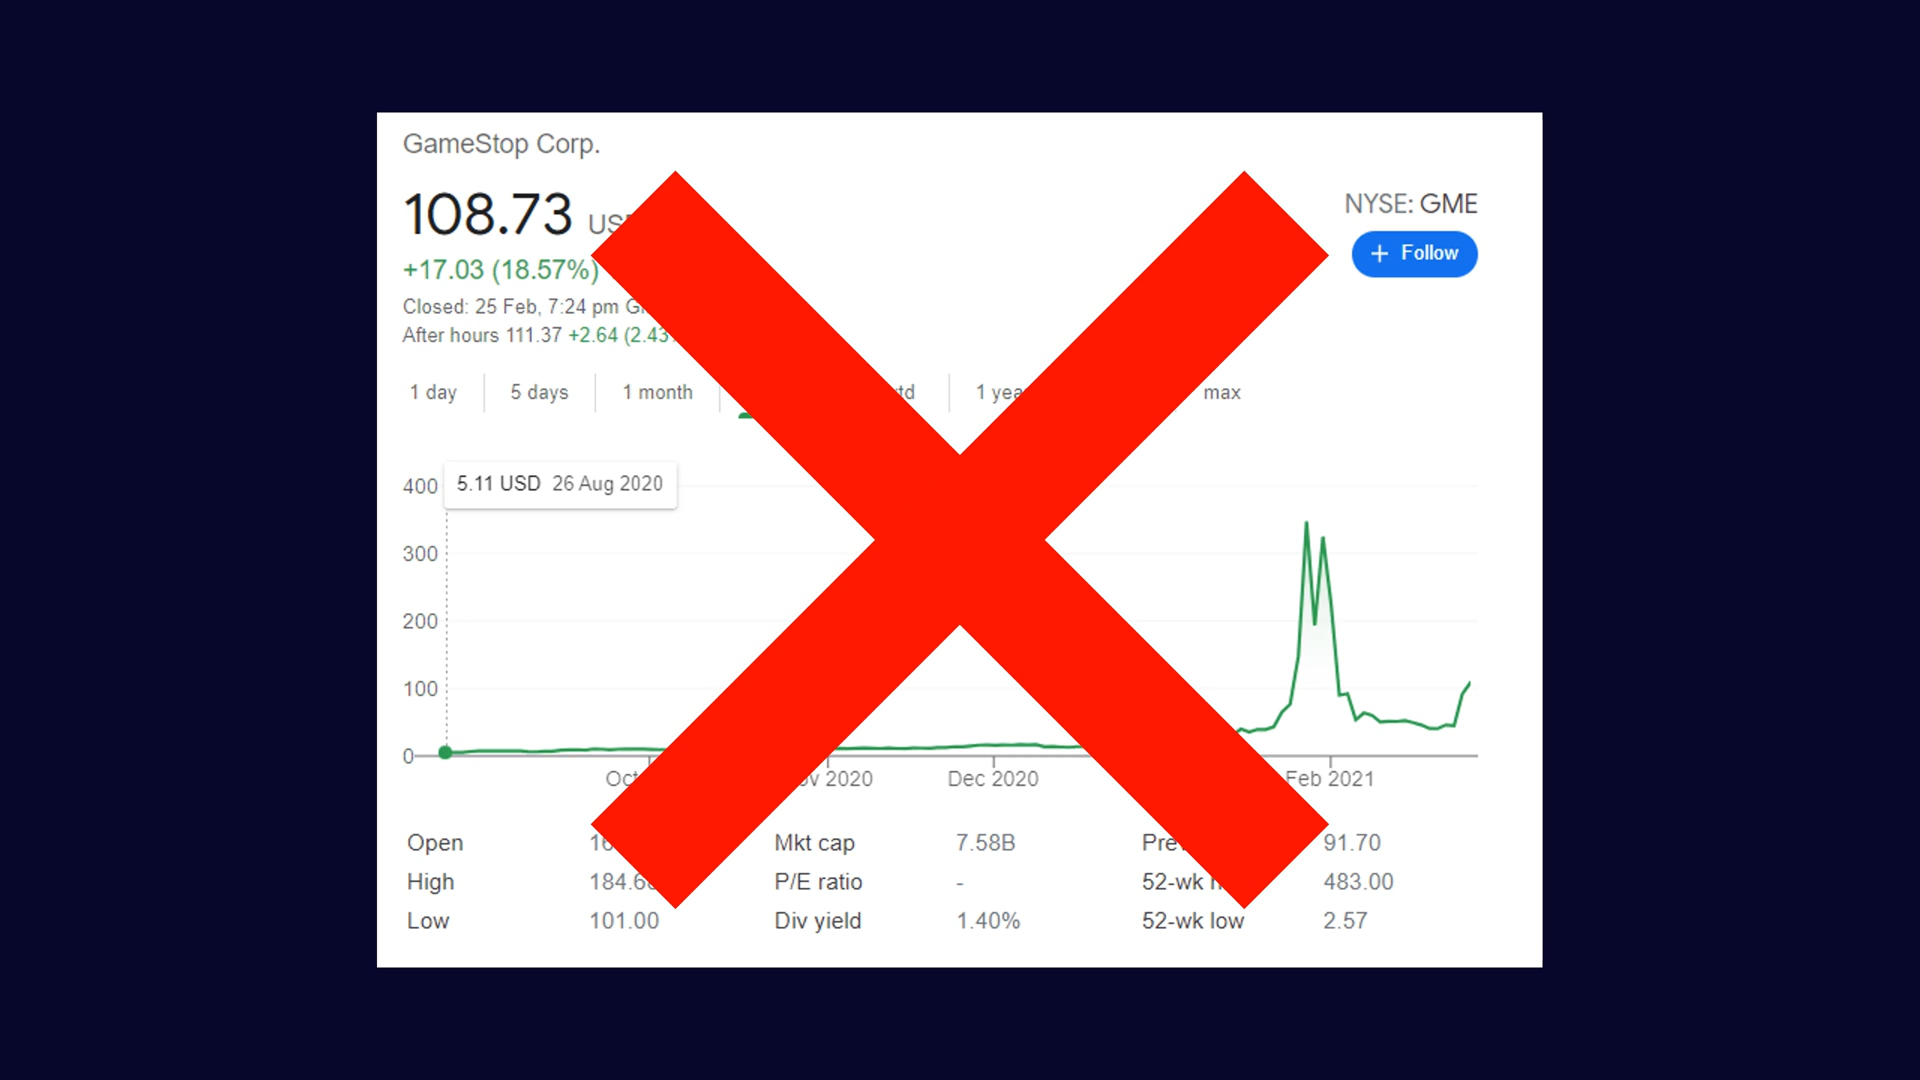 GameStop Corp.
108.73
NYSE: GME
+17.03 (18.57%)
+ Follow
Closed: 25 Feb, 7:24 pm
After hours 111.37 +2.64
1 day 5 days 1 month max
5.11 USD 26 Aug 2020
400
300
200
100
0
2020 Dec 2020 Feb 2021
Open Mkt cap 7.58B 91.70
High P/E ratio - 52-wk 483.00
Low 101.00 Div yield 1.40% 52-wk low 2.57